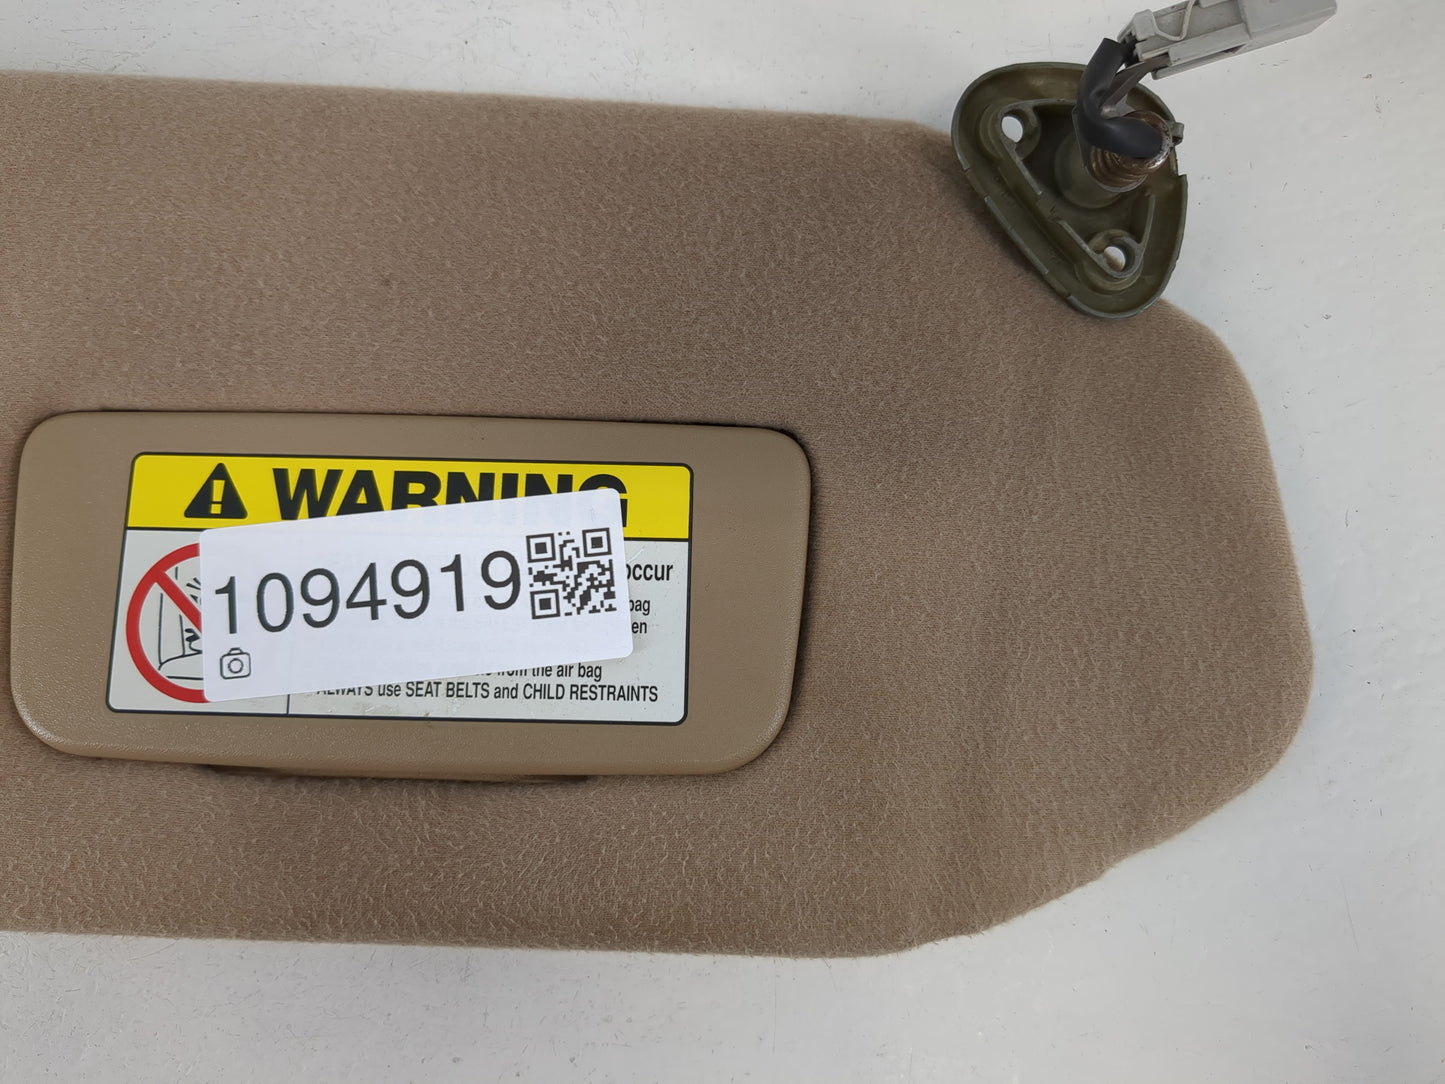 WARNING
1094919
occur
bag
en
from the air bag
ALWAYS use SEAT BELTS and CHILD RESTRAINTS